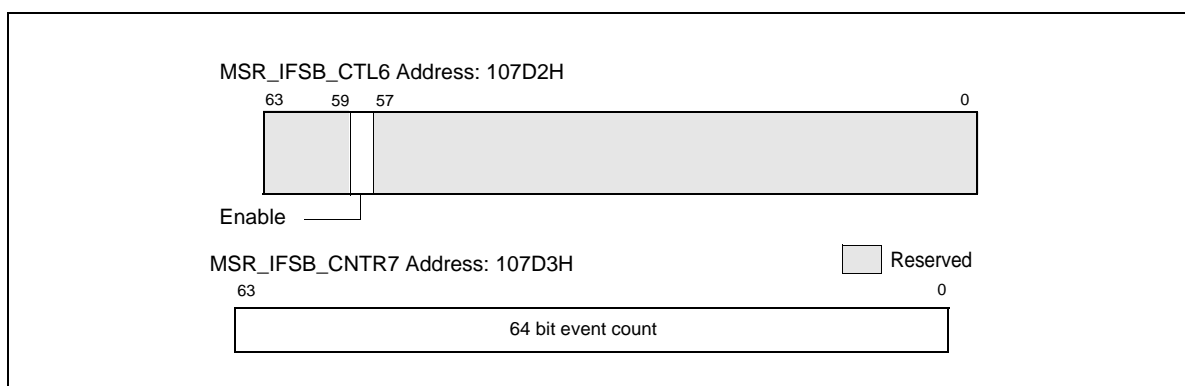 MSR_IFSB_CTL6 Address: 107D2H
63 59 57 0
Enable
Reserved
MSR_IFSB_CNTR7 Address: 107D3H
63 0
64 bit event count